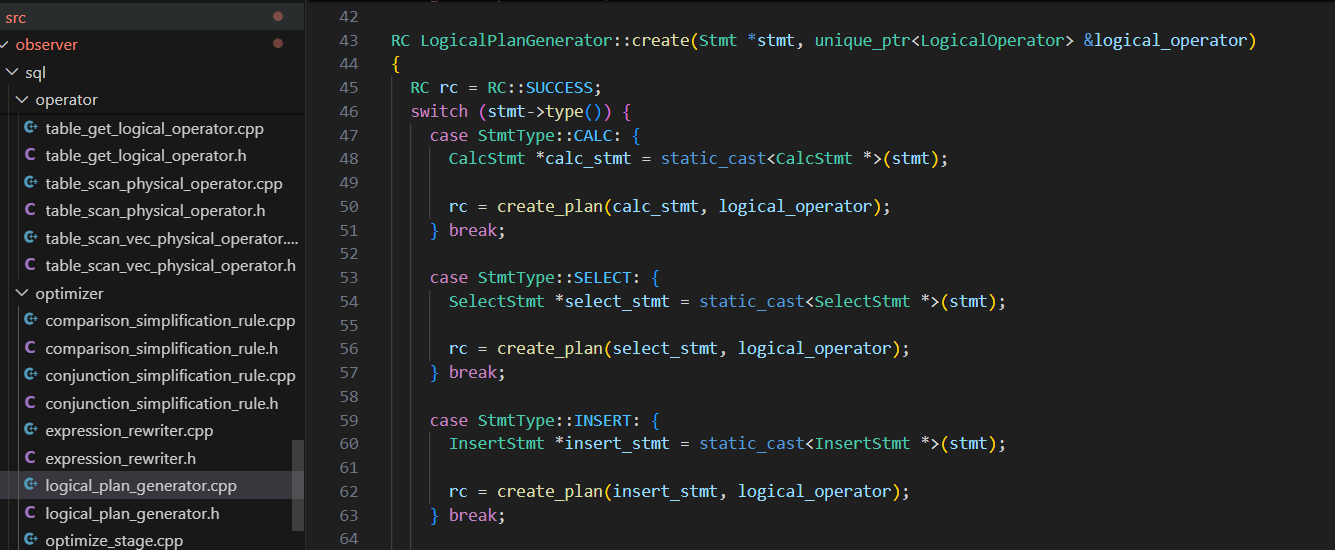 src
observer
sql
operator
table_get_logical_operator.cpp
table_get_logical_operator.h
table_scan_physical_operator.cpp
table_scan_physical_operator.h
table_scan_vec_physical_operator....
table_scan_vec_physical_operator.h
optimizer
comparison_simplification_rule.cpp
comparison_simplification_rule.h
conjunction_simplification_rule.cpp
conjunction_simplification_rule.h
expression_rewriter.cpp
expression_rewriter.h
logical_plan_generator.cpp
logical_plan_generator.h
optimize_stage.cpp
42
43 RC LogicalPlanGenerator::create(Stmt *stmt, unique_ptr<LogicalOperator> &logical_operator)
44 {
45   RC rc = RC::SUCCESS;
46   switch (stmt->type()) {
47     case StmtType::CALC: {
48       CalcStmt *calc_stmt = static_cast<CalcStmt *>(stmt);
49
50       rc = create_plan(calc_stmt, logical_operator);
51     } break;
52
53     case StmtType::SELECT: {
54       SelectStmt *select_stmt = static_cast<SelectStmt *>(stmt);
55
56       rc = create_plan(select_stmt, logical_operator);
57     } break;
58
59     case StmtType::INSERT: {
60       InsertStmt *insert_stmt = static_cast<InsertStmt *>(stmt);
61
62       rc = create_plan(insert_stmt, logical_operator);
63     } break;
64